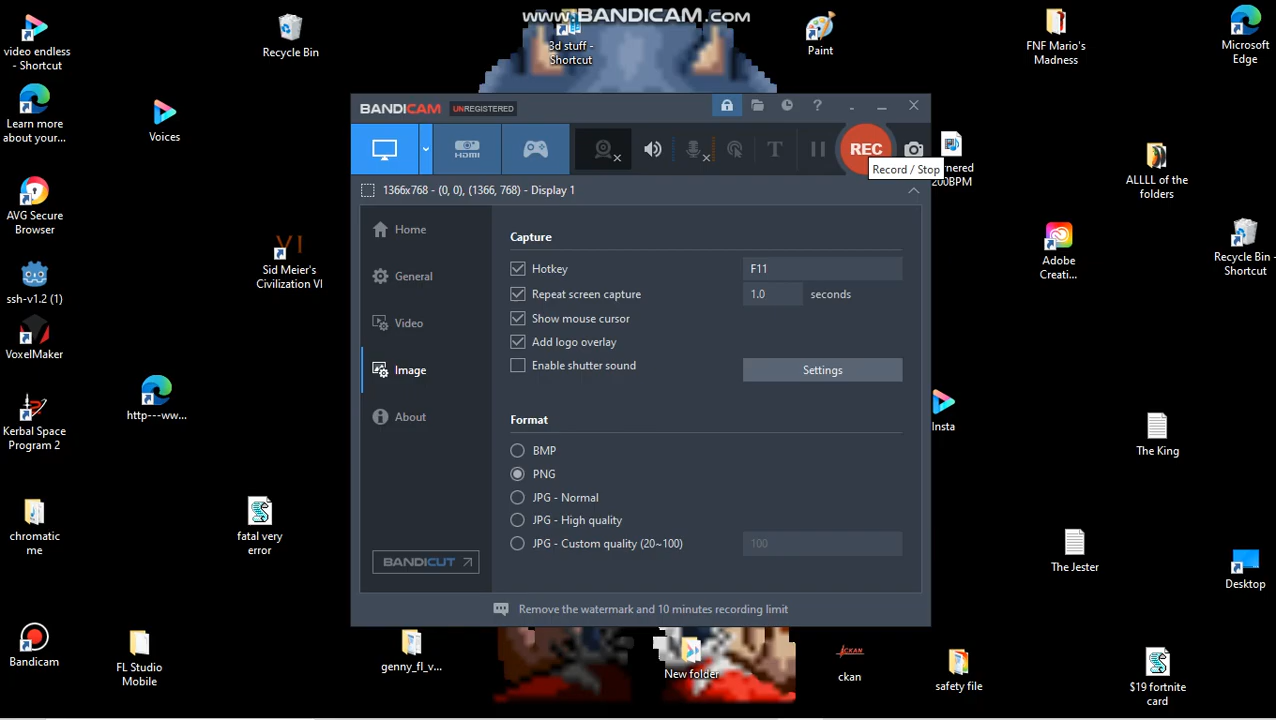 www.BANDICAM.com
video endless
- Shortcut
Recycle Bin
3d stuff -
Shortcut
Paint
FNF Mario's
Madness
Microsoft
Edge
Learn more
about your...
Voices
BANDICAM UNREGISTERED
?
HDMI
T
REC
Record / Stop
200BPM
ALLLL of the
folders
1366x768 - (0, 0), (1366, 768) - Display 1
AVG Secure
Browser
VI
Sid Meier's
Civilization VI
Adobe
Creati...
Recycle Bin -
Shortcut
ssh-v1.2 (1)
VoxelMaker
http---ww...
Kerbal Space
Program 2
chromatic
me
fatal very
error
Bandicam
FL Studio
Mobile
Home
General
Video
Image
About
BANDICUT
Capture
Hotkey F11
Repeat screen capture 1.0 seconds
Show mouse cursor
Add logo overlay
Enable shutter sound Settings
Format
BMP
PNG
JPG - Normal
JPG - High quality
JPG - Custom quality (20~100) 100
Remove the watermark and 10 minutes recording limit
Insta
The King
The Jester
Desktop
genny_fl_v...
New folder
CKAN
ckan
safety file
$19 fortnite
card